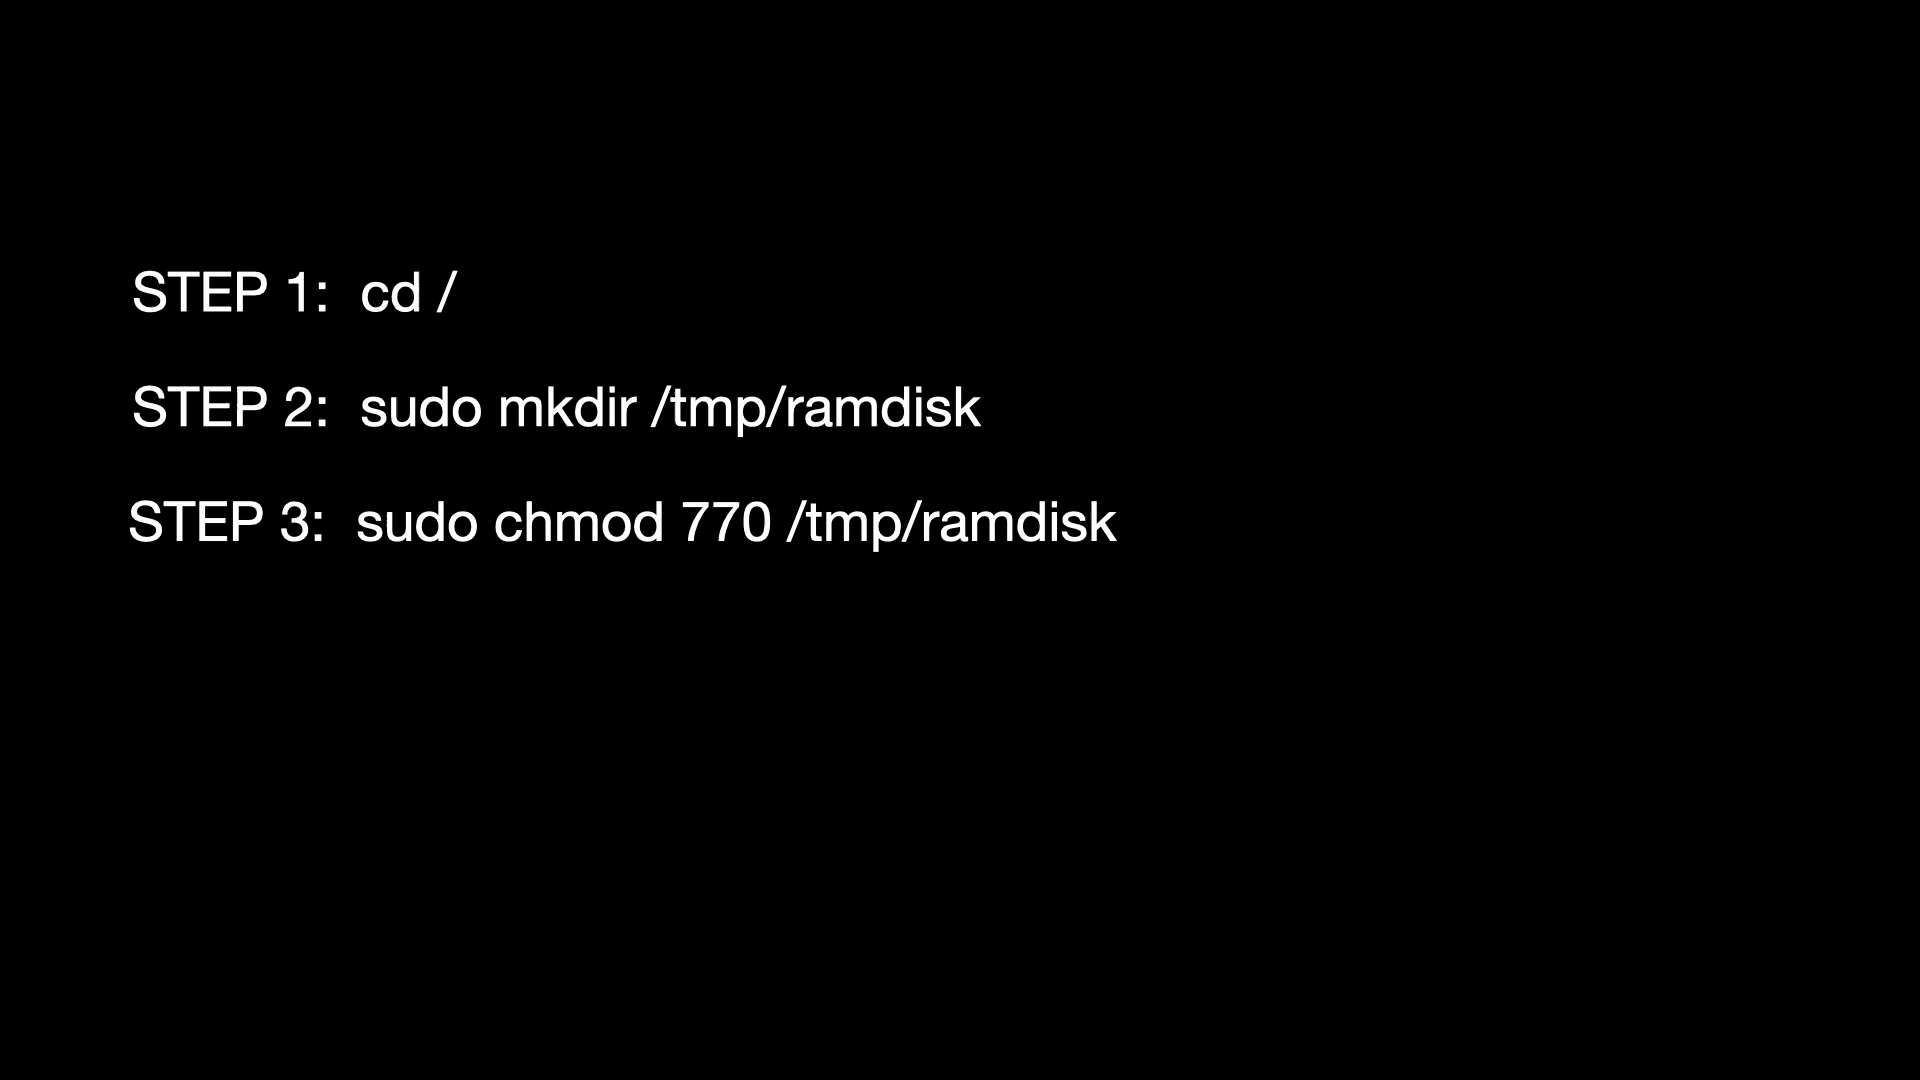 STEP 1: cd /
STEP 2: sudo mkdir /tmp/ramdisk
STEP 3: sudo chmod 770 /tmp/ramdisk